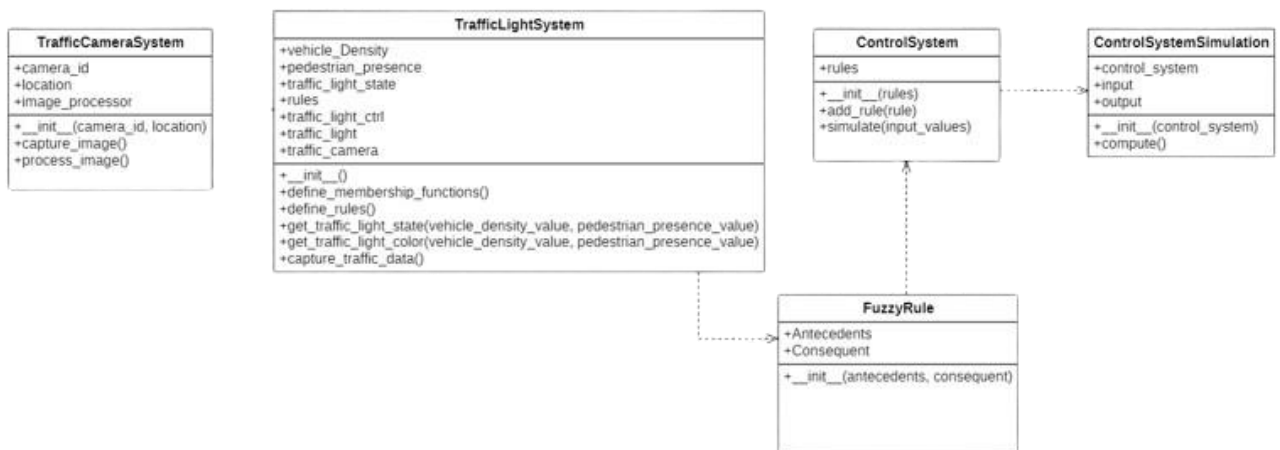 TrafficCameraSystem
+camera_id
+location
+image_processor
+__init__(camera_id, location)
+capture_image()
+process_image()
TrafficLightSystem
+vehicle_Density
+pedestrian_presence
+traffic_light_state
+rules
+traffic_light_ctrl
+traffic_light
+traffic_camera
+__init__()
+define_membership_functions()
+define_rules()
+get_traffic_light_state(vehicle_density_value, pedestrian_presence_value)
+get_traffic_light_color(vehicle_density_value, pedestrian_presence_value)
+capture_traffic_data()
ControlSystem
+rules
+__init__(rules)
+add_rule(rule)
+simulate(input_values)
ControlSystemSimulation
+control_system
+input
+output
+__init__(control_system)
+compute()
FuzzyRule
+Antecedents
+Consequent
+__init__(antecedents, consequent)